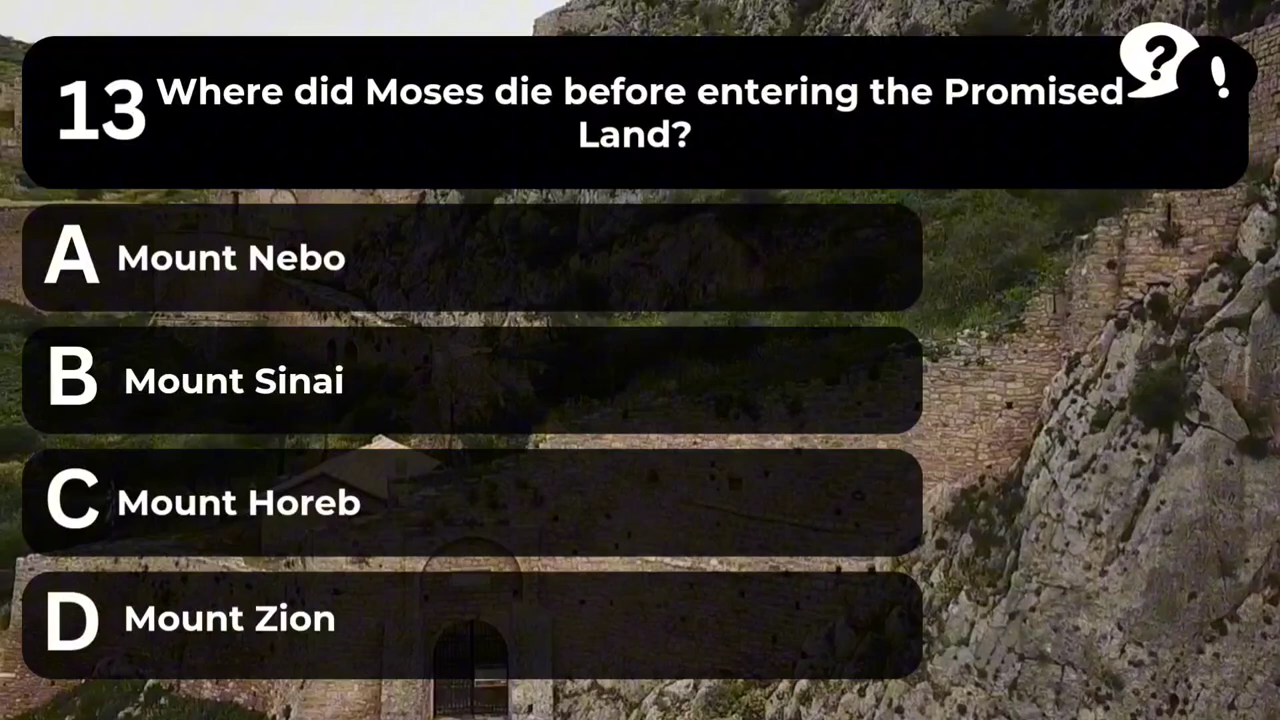 13 Where did Moses die before entering the Promised
Land?
A Mount Nebo
B Mount Sinai
C Mount Horeb
D Mount Zion